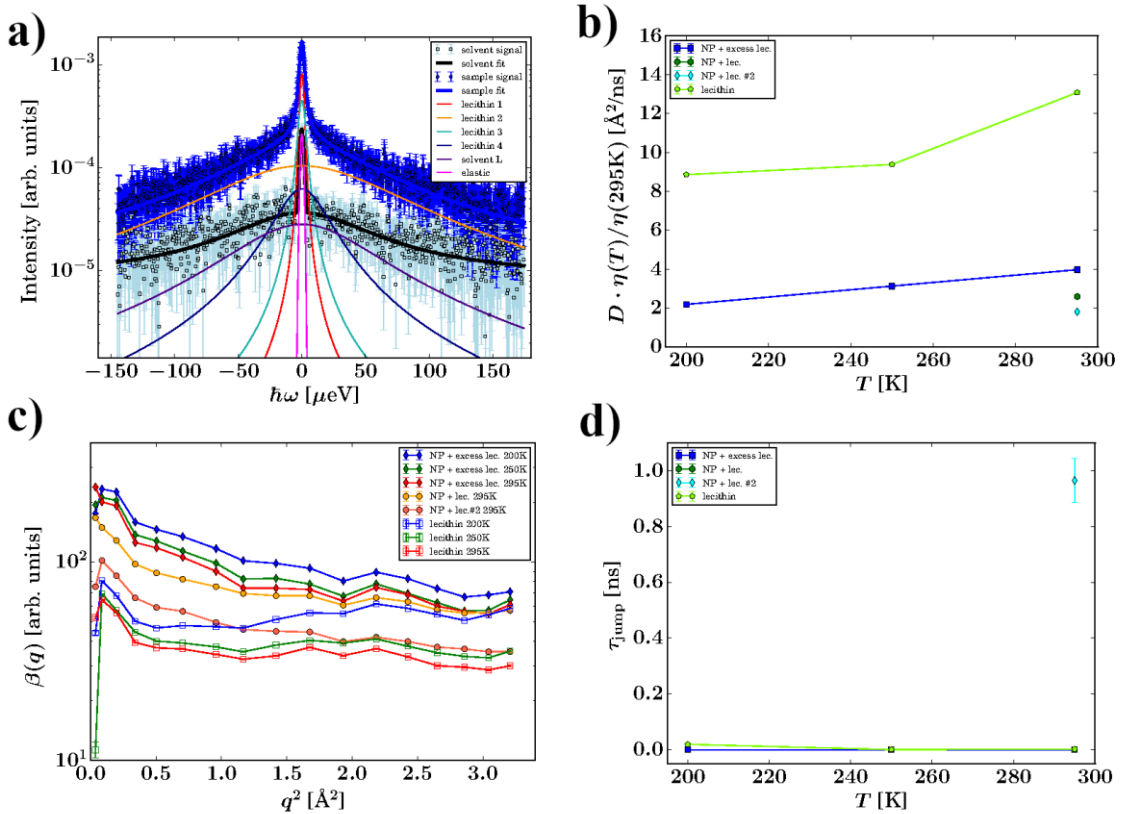 a)
10⁻³
10⁻⁴
10⁻⁵
Intensity [arb. units]
solvent signal
solvent fit
sample signal
sample fit
lecithin 1
lecithin 2
lecithin 3
lecithin 4
solvent L
elastic
−150 −100 −50 0 50 100 150
ħω [μeV]
b)
16
14
12
10
8
6
4
2
0
D · η(T)/η(295K) [Å²/ns]
NP + excess lec.
NP + lec.
NP + lec. #2
lecithin
200 220 240 260 280 300
T [K]
c)
10²
10¹
β(q) [arb. units]
NP + excess lec. 200K
NP + excess lec. 250K
NP + excess lec. 295K
NP + lec. 295K
NP + lec.#2 295K
lecithin 200K
lecithin 250K
lecithin 295K
0.0 0.5 1.0 1.5 2.0 2.5 3.0
q² [Å²]
d)
1.0
0.8
0.6
0.4
0.2
0.0
τjump [ns]
NP + excess lec.
NP + lec.
NP + lec. #2
lecithin
200 220 240 260 280 300
T [K]